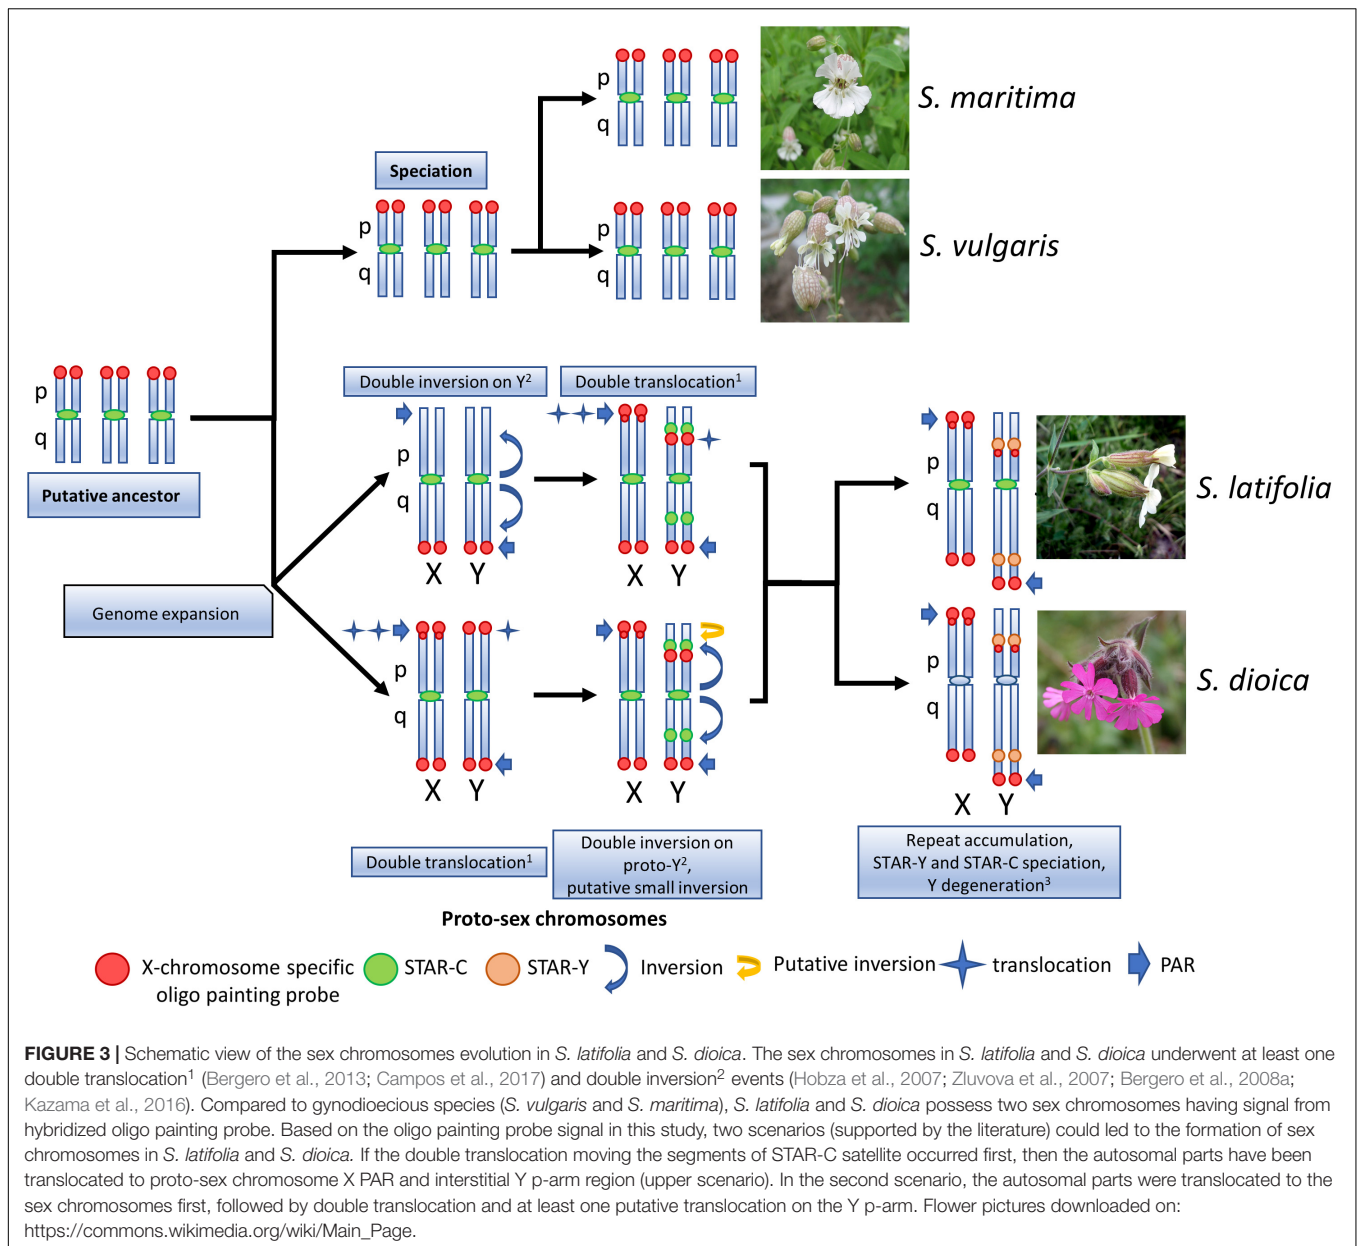 p
q
S. maritima
Speciation
p
q
p
q
S. vulgaris
p
q
Putative ancestor
Genome expansion
Double inversion on Y²
Double translocation¹
p
q
X Y
X Y
p
q
S. latifolia
p
q
X Y
X Y
p
q
S. dioica
X Y
Double translocation¹
Double inversion on
proto-Y²,
putative small inversion
Repeat accumulation,
STAR-Y and STAR-C speciation,
Y degeneration³
Proto-sex chromosomes
X-chromosome specific
oligo painting probe
STAR-C
STAR-Y
Inversion
Putative inversion
translocation
PAR
FIGURE 3 | Schematic view of the sex chromosomes evolution in S. latifolia and S. dioica. The sex chromosomes in S. latifolia and S. dioica underwent at least one
double translocation¹ (Bergero et al., 2013; Campos et al., 2017) and double inversion² events (Hobza et al., 2007; Zluvova et al., 2007; Bergero et al., 2008a;
Kazama et al., 2016). Compared to gynodioecious species (S. vulgaris and S. maritima), S. latifolia and S. dioica possess two sex chromosomes having signal from
hybridized oligo painting probe. Based on the oligo painting probe signal in this study, two scenarios (supported by the literature) could led to the formation of sex
chromosomes in S. latifolia and S. dioica. If the double translocation moving the segments of STAR-C satellite occurred first, then the autosomal parts have been
translocated to proto-sex chromosome X PAR and interstitial Y p-arm region (upper scenario). In the second scenario, the autosomal parts were translocated to the
sex chromosomes first, followed by double translocation and at least one putative translocation on the Y p-arm. Flower pictures downloaded on:
https://commons.wikimedia.org/wiki/Main_Page.